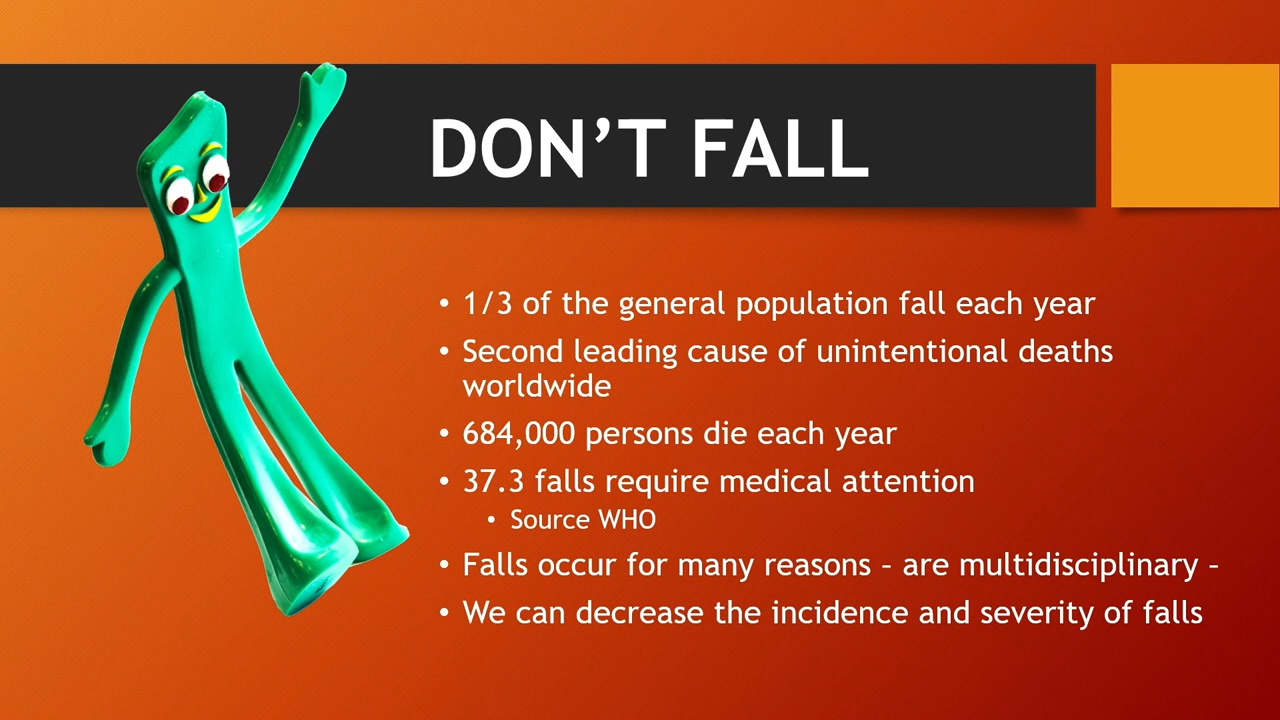 DON’T FALL
• 1/3 of the general population fall each year
• Second leading cause of unintentional deaths
worldwide
• 684,000 persons die each year
• 37.3 falls require medical attention
• Source WHO
• Falls occur for many reasons – are multidisciplinary –
• We can decrease the incidence and severity of falls